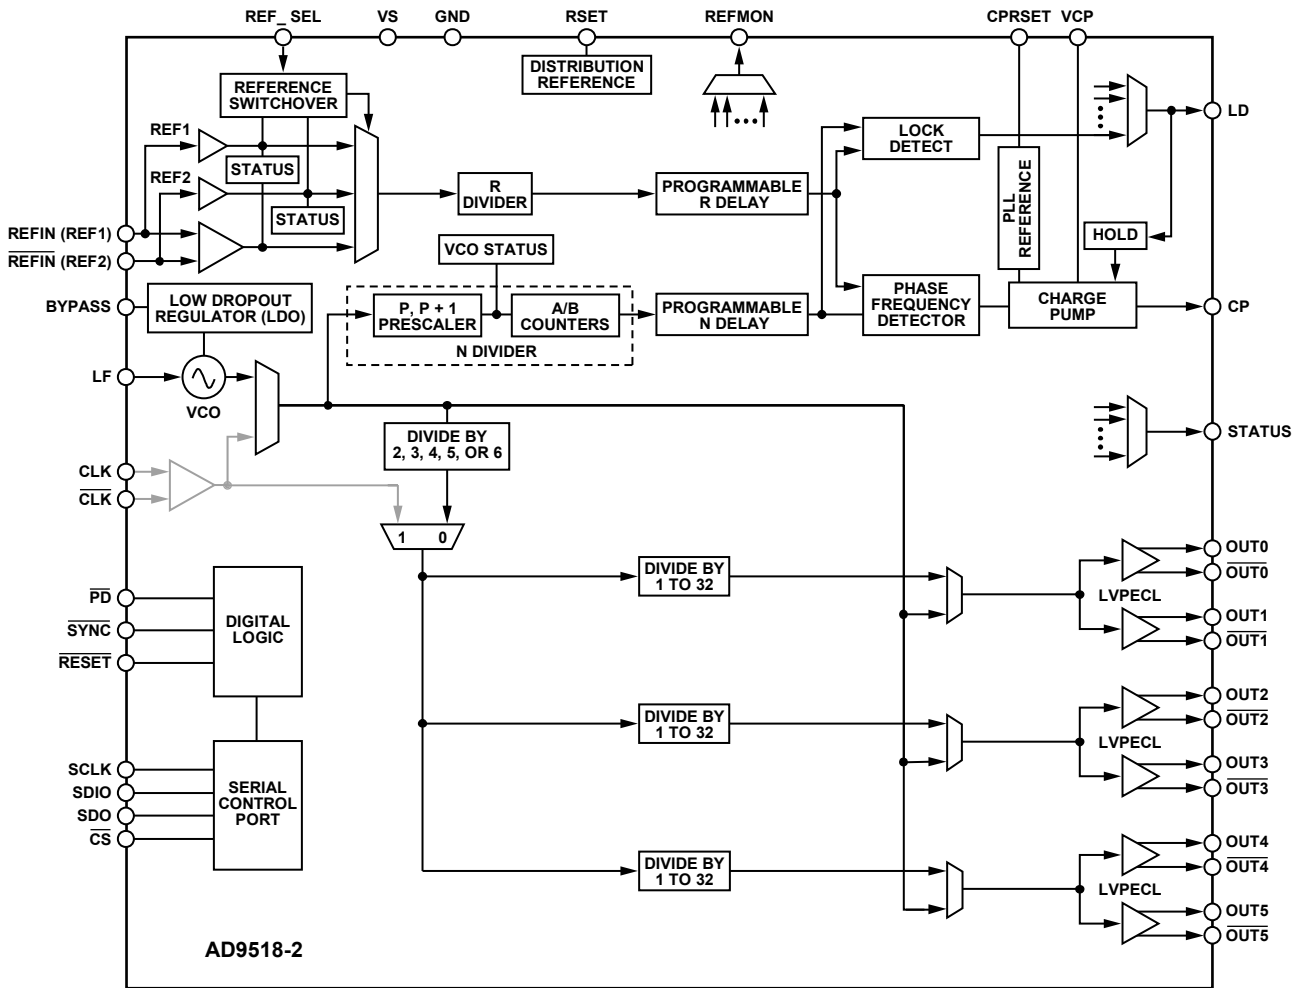 REF_ SEL
VS
GND
RSET
REFMON
CPRSET
VCP
DISTRIBUTION
REFERENCE
REFERENCE
SWITCHOVER
REF1
STATUS
REF2
STATUS
R
DIVIDER
PROGRAMMABLE
R DELAY
LOCK
DETECT
PLL
REFERENCE
HOLD
LD
REFIN (REF1)
REFIN (REF2)
BYPASS
LOW DROPOUT
REGULATOR (LDO)
VCO STATUS
P, P + 1
PRESCALER
A/B
COUNTERS
N DIVIDER
PROGRAMMABLE
N DELAY
PHASE
FREQUENCY
DETECTOR
CHARGE
PUMP
CP
LF
VCO
DIVIDE BY
2, 3, 4, 5, OR 6
STATUS
CLK
CLK
1
0
PD
SYNC
RESET
DIGITAL
LOGIC
DIVIDE BY
1 TO 32
LVPECL
OUT0
OUT0
OUT1
OUT1
DIVIDE BY
1 TO 32
LVPECL
OUT2
OUT2
OUT3
OUT3
SCLK
SDIO
SDO
CS
SERIAL
CONTROL
PORT
DIVIDE BY
1 TO 32
LVPECL
OUT4
OUT4
OUT5
OUT5
AD9518-2